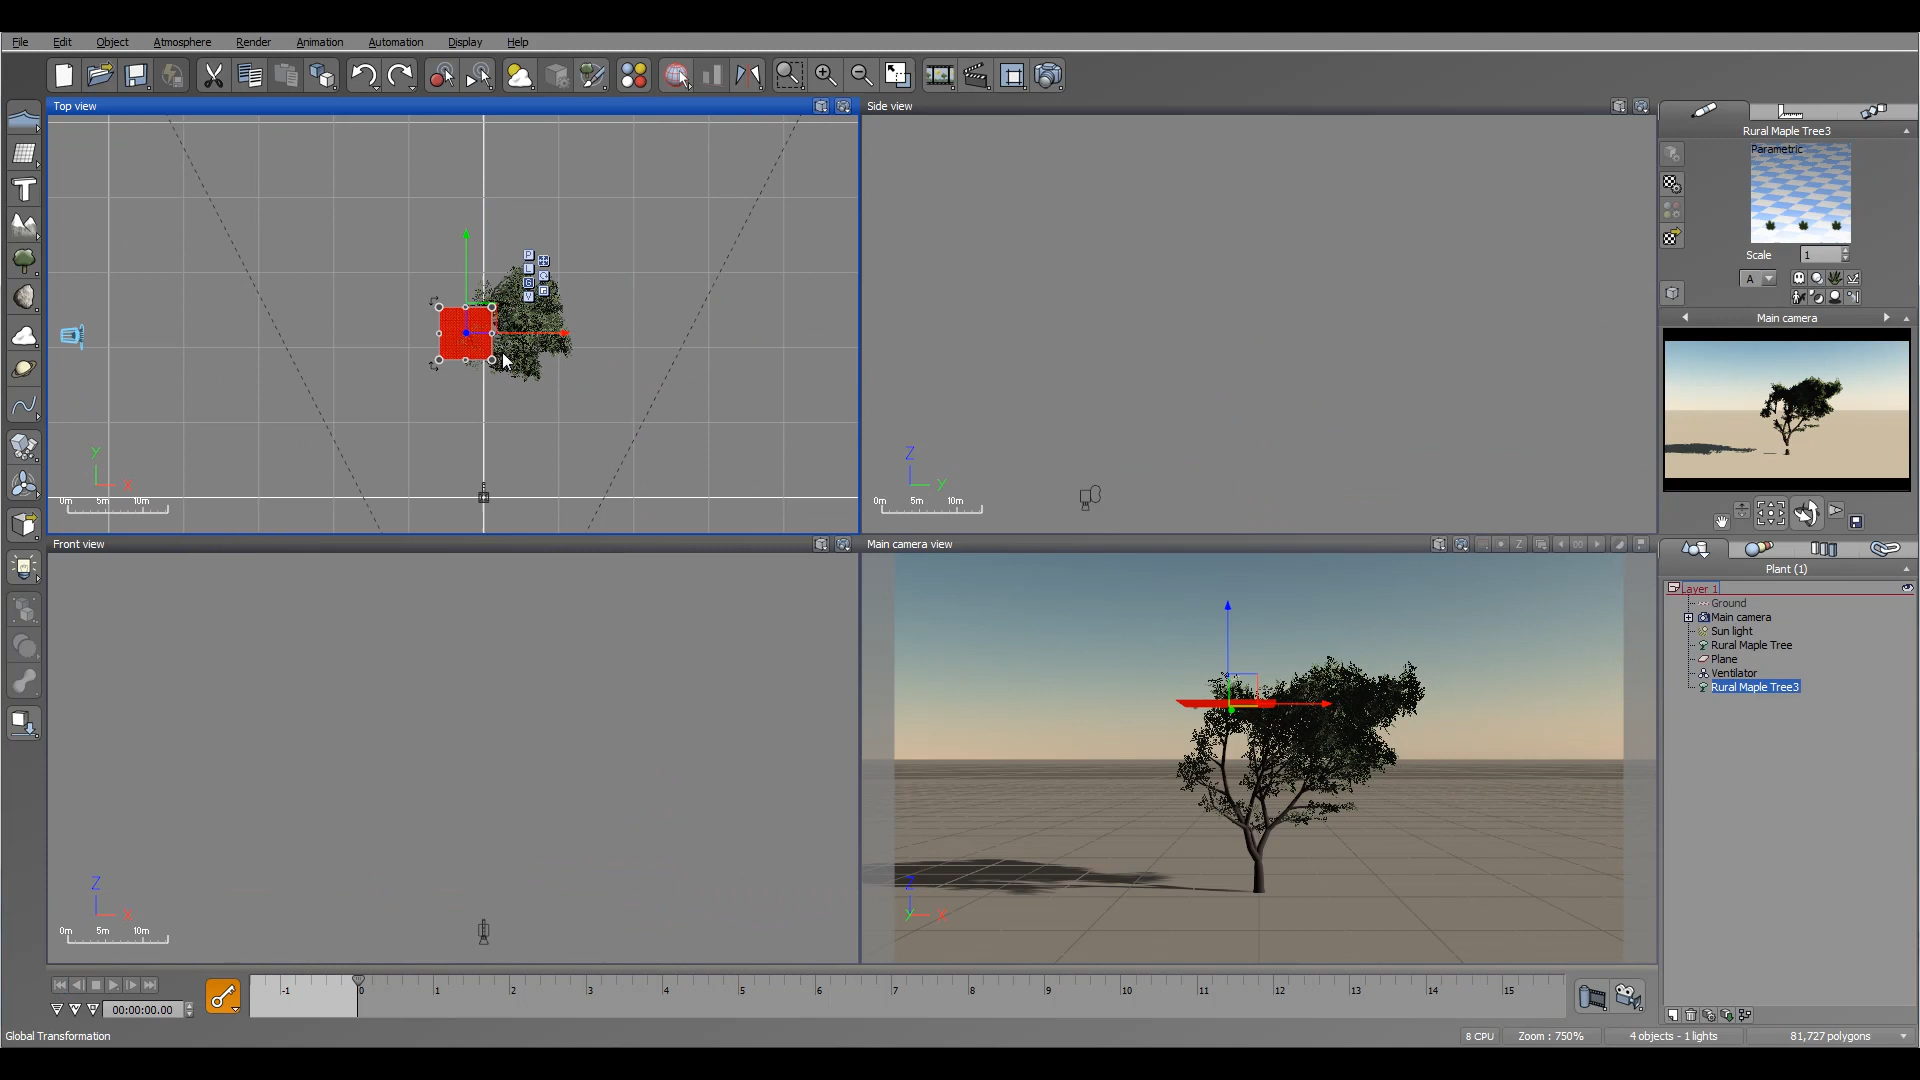 File Edit Object Atmosphere Render Animation Automation Display Help
Top view
Side view
Rural Maple Tree3
Parametric
Scale 1
A
P
L
G
V
Main camera
Y
X
0m 5m 10m
Z
Y
0m 5m 10m
Front view
Main camera view
Z
Plant (1)
Layer 1
Ground
Main camera
Sun light
Rural Maple Tree
Plane
Ventilator
Rural Maple Tree3
Z
X
0m 5m 10m
Z
Y
X
-1 0 1 2 3 4 5 6 7 8 9 10 11 12 13 14 15
00:00:00.00
Global Transformation
8 CPU
Zoom : 750%
4 objects - 1 lights
81,727 polygons